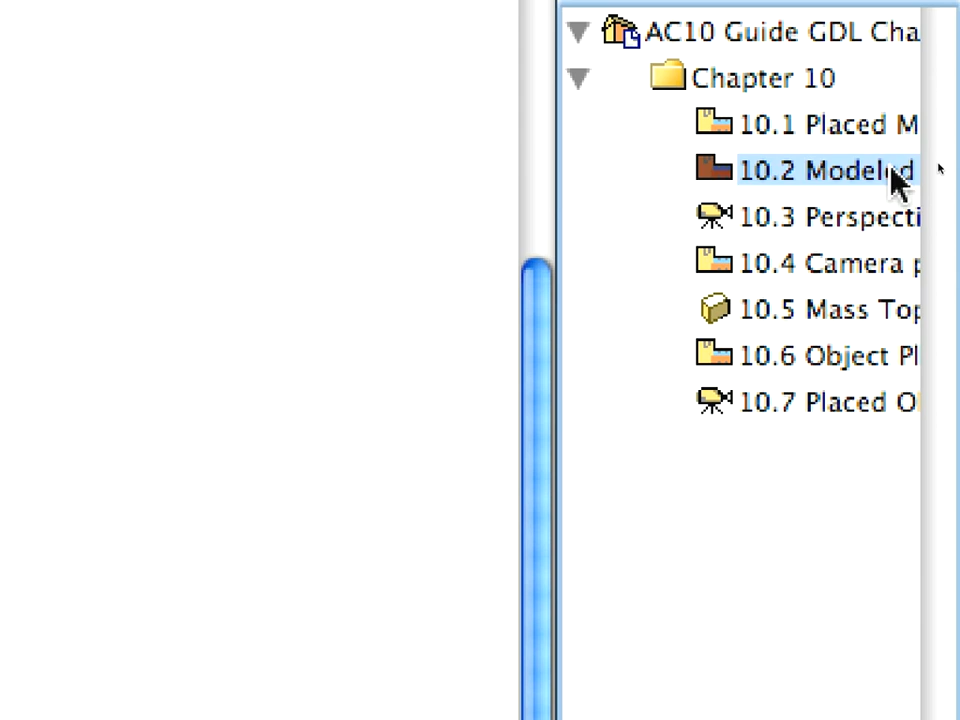 AC10 Guide GDL Cha
Chapter 10
10.1 Placed M
10.2 Modeled
10.3 Perspecti
10.4 Camera p
10.5 Mass Top
10.6 Object Pl
10.7 Placed O